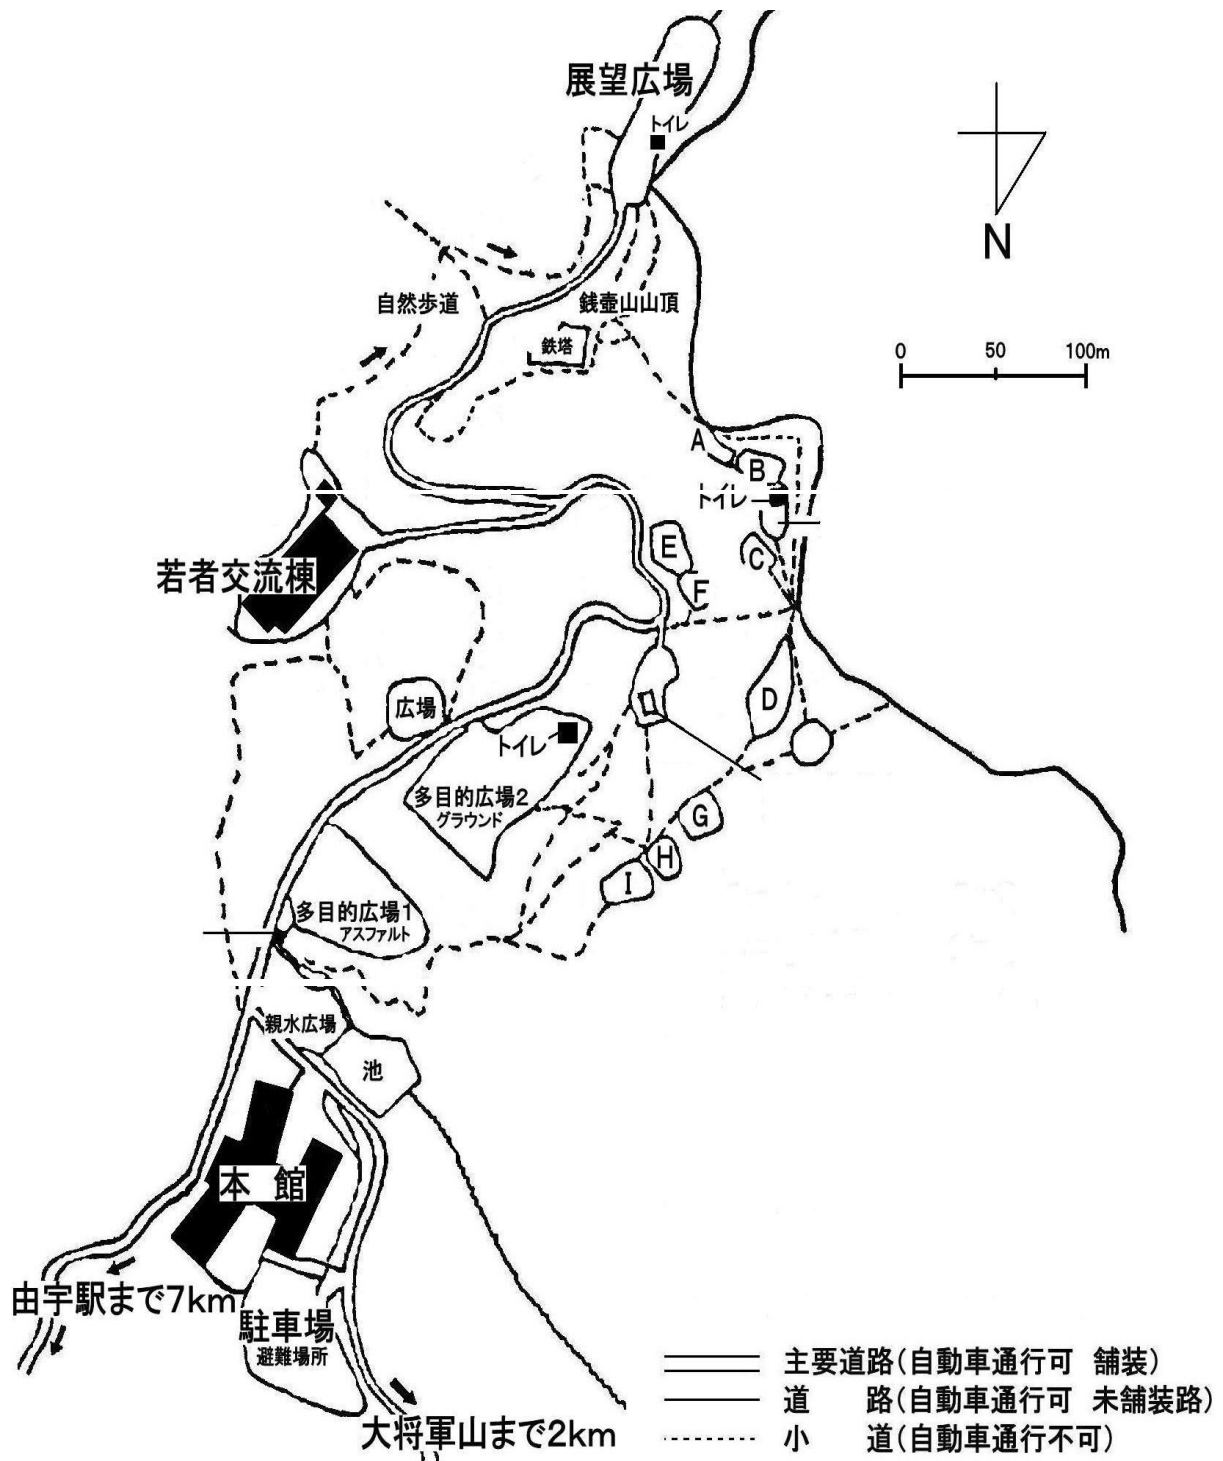 展望広場
トイレ
N
自然歩道
銭壺山山頂
鉄塔
0 50 100m
A
B
トイレ
C
E
F
若者交流棟
D
広場
トイレ
多目的広場2
グラウンド
G
H
I
多目的広場1
アスファルト
親水広場
池
本 館
由宇駅まで7km
駐車場
避難場所
大将軍山まで2km
主要道路(自動車通行可 舗装)
道 路(自動車通行可 未舗装路)
小 道(自動車通行不可)